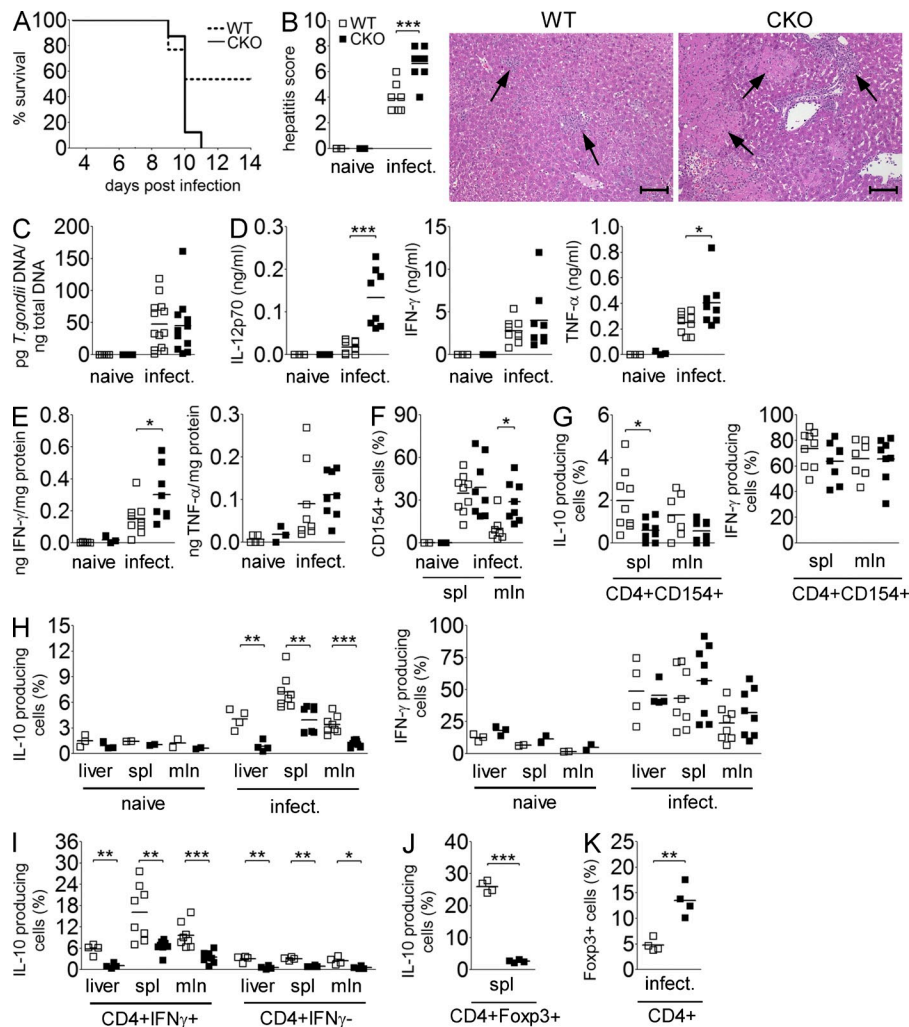 A
% survival
100
80
60
40
20
0
WT
CKO
4 6 8 10 12 14
days post infection
B
hepatitis score
10
8
6
4
2
0
WT
CKO
***
naive infect.
WT
CKO
C
pg T.gondii DNA/
ng total DNA
200
150
100
50
0
naive infect.
D
IL-12p70 (ng/ml)
0.3
0.2
0.1
0.0
***
naive infect.
IFN-γ (ng/ml)
15
10
5
0
naive infect.
TNF-α (ng/ml)
1.0
0.8
0.6
0.4
0.2
0.0
*
naive infect.
E
ng IFN-γ/mg protein
0.8
0.6
0.4
0.2
0.0
*
naive infect.
ng TNF-α/mg protein
0.3
0.2
0.1
0.0
naive infect.
F
CD154+ cells (%)
90
60
30
0
*
naive infect.
spl mln
G
IL-10 producing
cells (%)
6
4
2
0
*
spl mln
CD4+CD154+
IFN-γ producing
cells (%)
100
80
60
40
20
0
spl mln
CD4+CD154+
H
IL-10 producing
cells (%)
15
12
9
6
3
0
** ** ***
liver spl mln liver spl mln
naive infect.
IFN-γ producing
cells (%)
100
75
50
25
0
liver spl mln liver spl mln
naive infect.
I
IL-10 producing
cells (%)
36
30
24
18
12
6
0
** ** *** ** ** *
liver spl mln liver spl mln
CD4+IFNγ+ CD4+IFNγ-
J
IL-10 producing
cells (%)
40
30
20
10
0
***
spl
CD4+Foxp3+
K
Foxp3+ cells (%)
25
20
15
10
5
0
**
infect.
CD4+